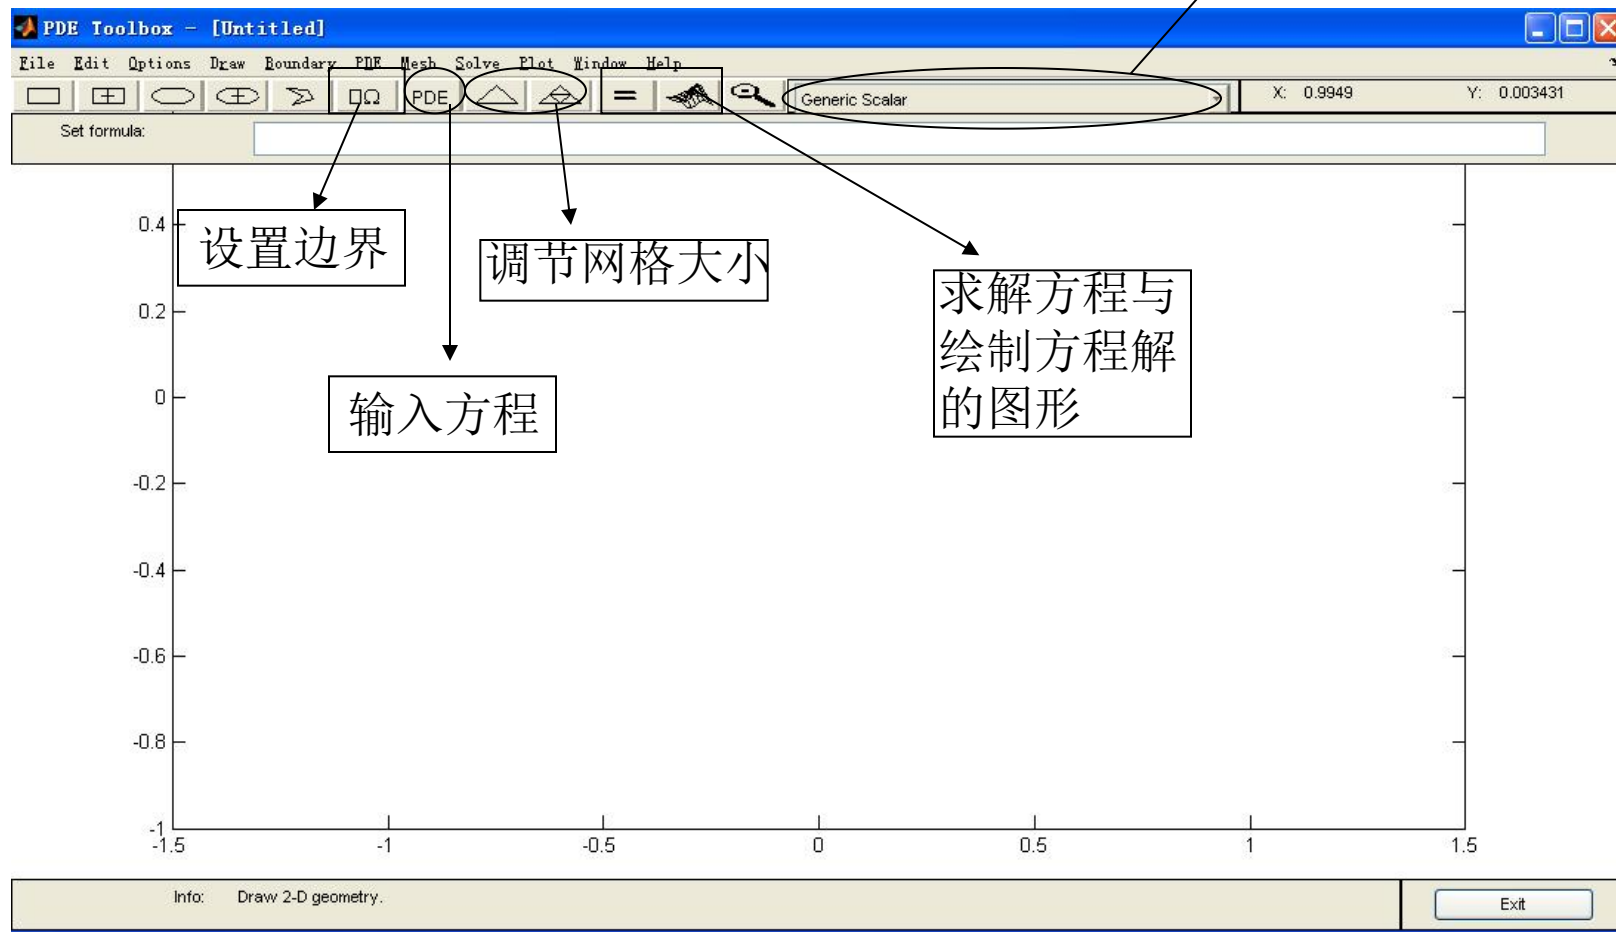 PDE Toolbox - [Untitled]
File Edit Options Draw Boundary PDE Mesh Solve Plot Window Help
∂Ω PDE = Generic Scalar X: 0.9949 Y: 0.003431
Set formula:
设置边界
调节网格大小
求解方程与
绘制方程解
的图形
输入方程
0.4
0.2
0
-0.2
-0.4
-0.6
-0.8
-1
-1.5 -1 -0.5 0 0.5 1 1.5
Info: Draw 2-D geometry.
Exit